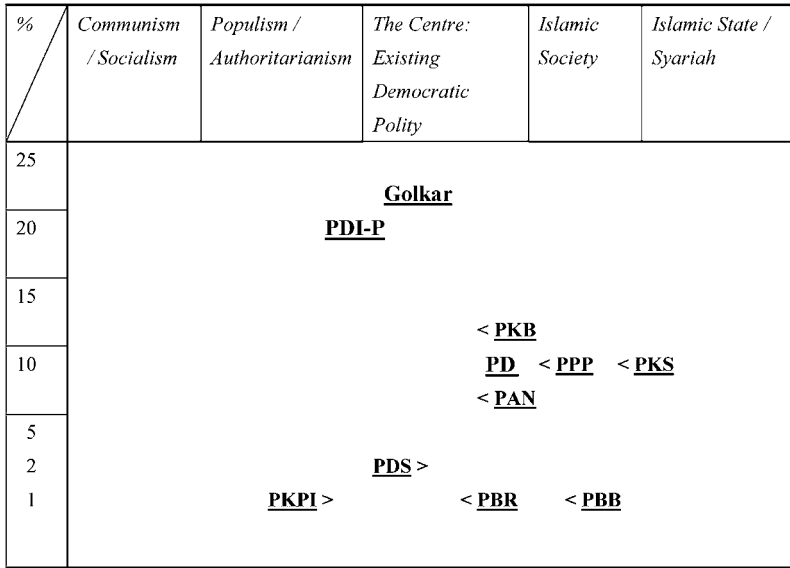 % Communism / Socialism Populism / Authoritarianism The Centre: Existing Democratic Polity Islamic Society Islamic State / Syariah
25
Golkar
20 PDI-P
15
< PKB
10 PD < PPP < PKS
< PAN
5
2 PDS >
1 PKPI > < PBR < PBB